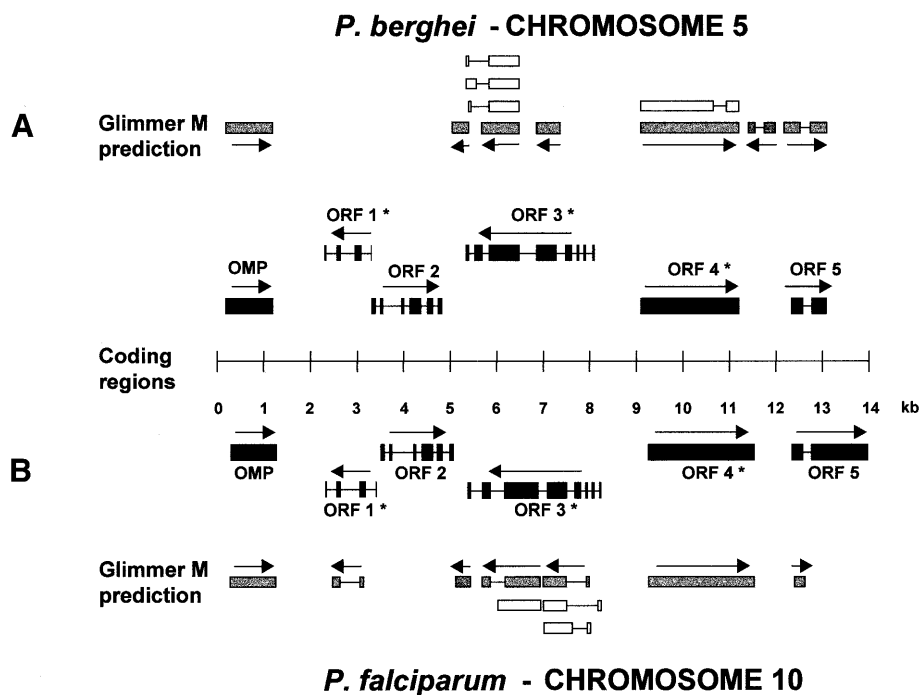 P. berghei - CHROMOSOME 5
A
Glimmer M
prediction
ORF 1 *
ORF 3 *
OMP
ORF 2
ORF 4 *
ORF 5
Coding
regions
0 1 2 3 4 5 6 7 8 9 10 11 12 13 14 kb
B
OMP
ORF 2
ORF 4 *
ORF 5
ORF 1 *
ORF 3 *
Glimmer M
prediction
P. falciparum - CHROMOSOME 10